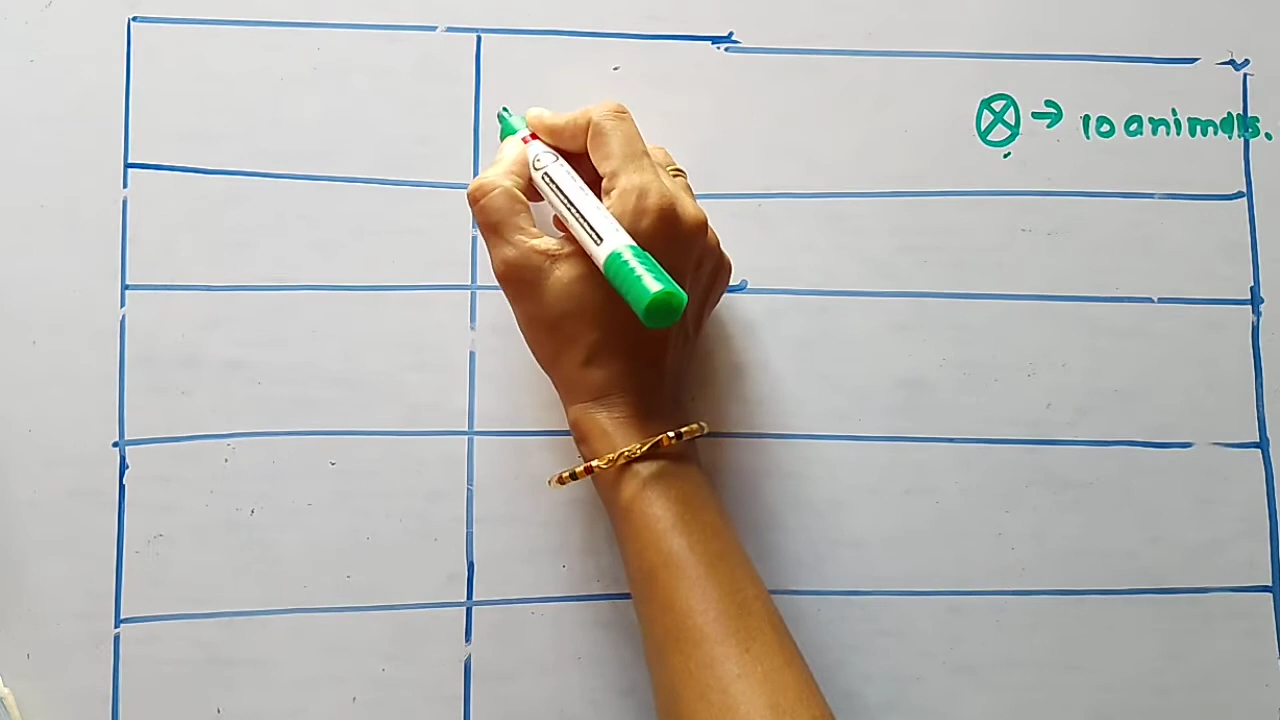 ⓧ → 10 animals.